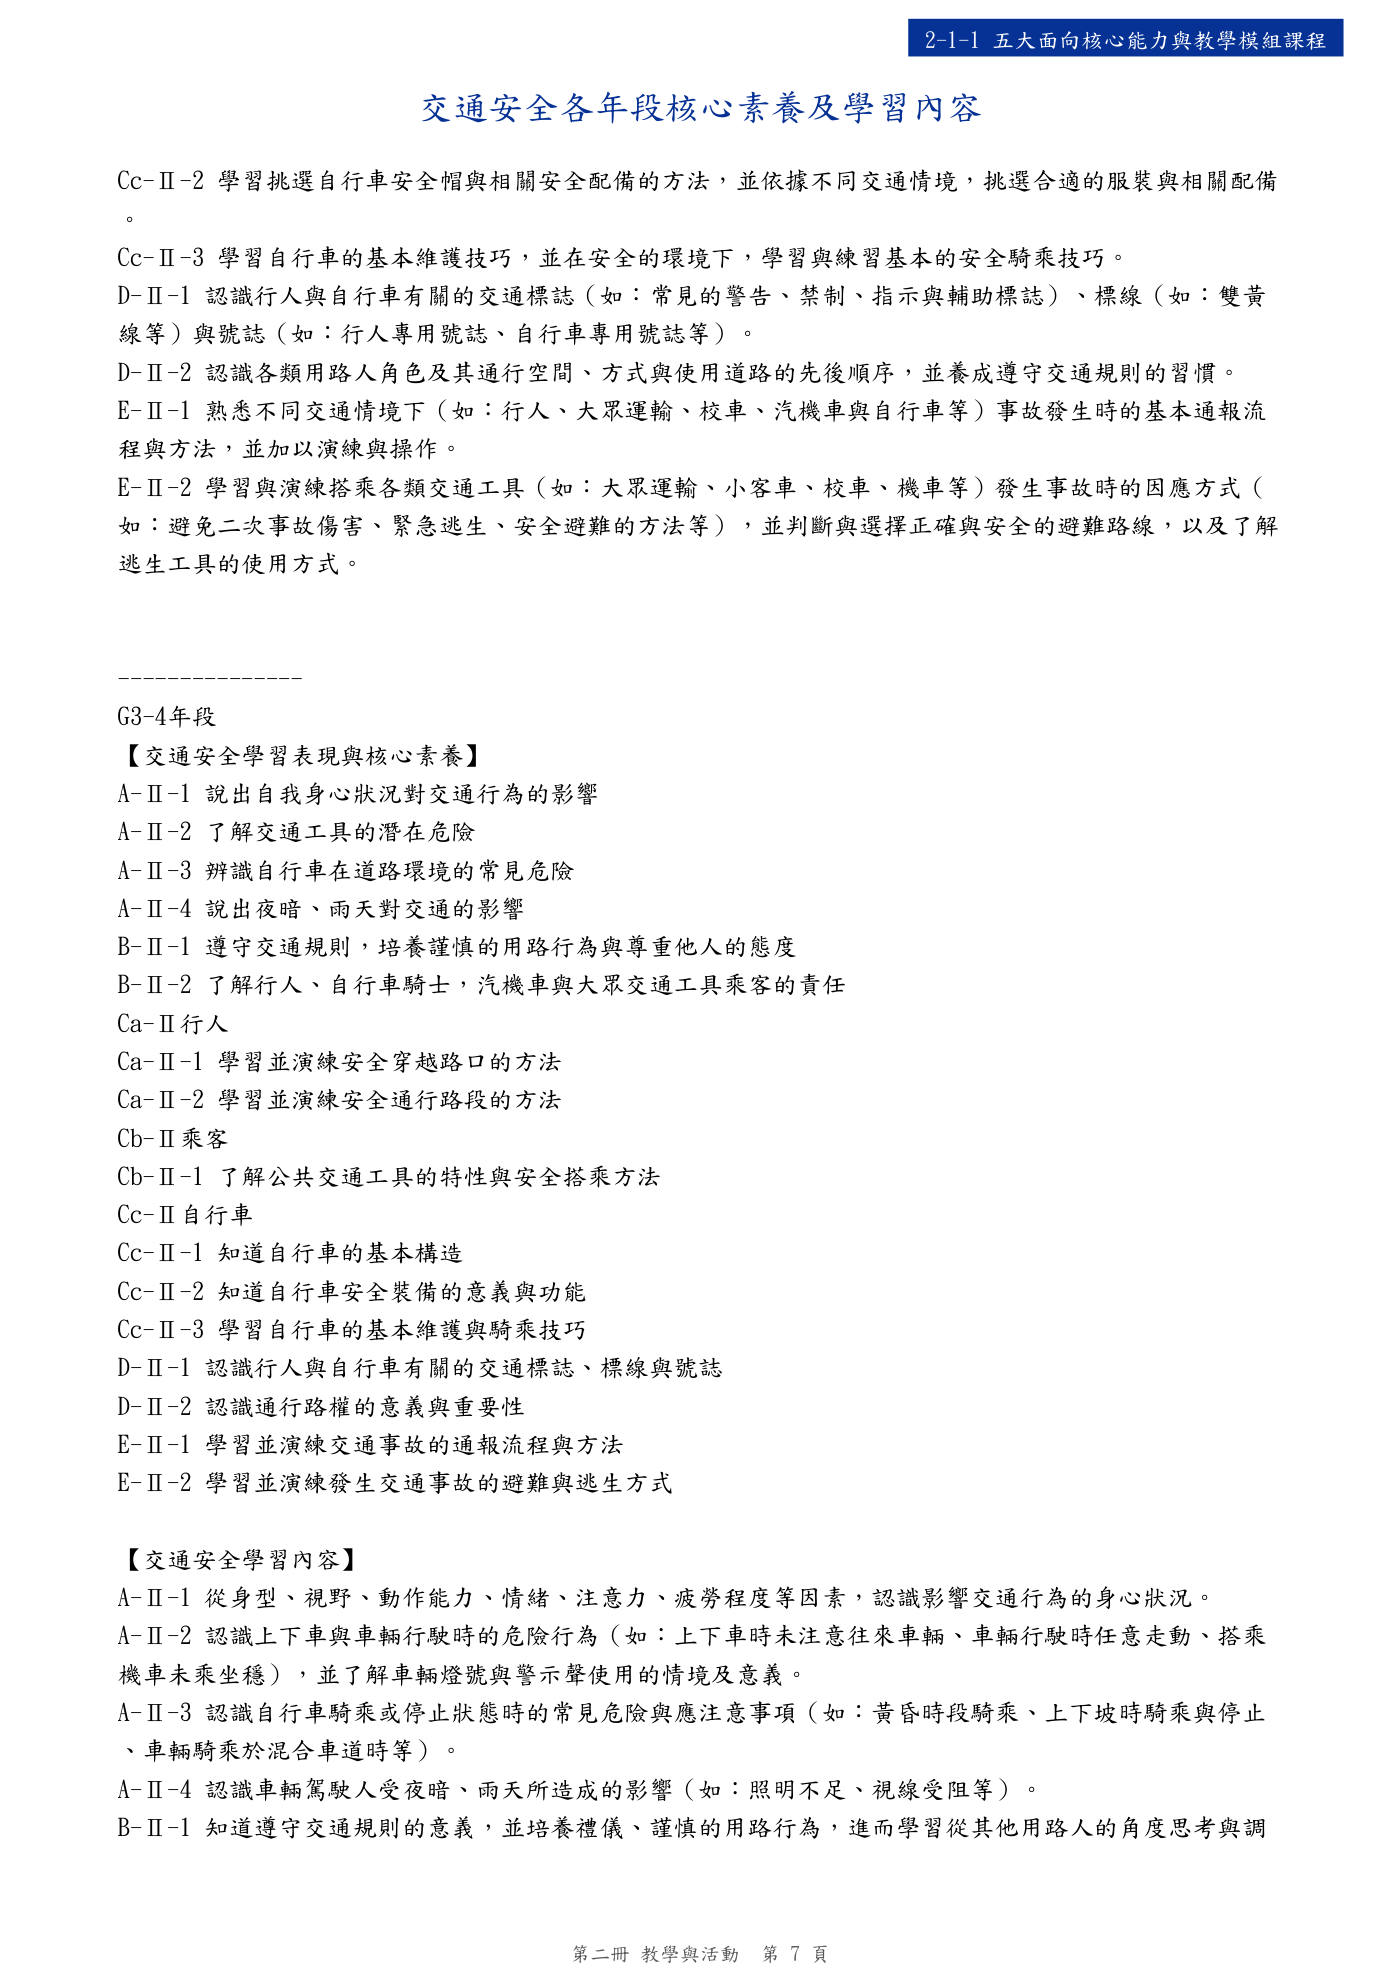 2-1-1 五大面向核心能力與教學模組課程
交通安全各年段核心素養及學習內容
Cc-Ⅱ-2 學習挑選自行車安全帽與相關安全配備的方法，並依據不同交通情境，挑選合適的服裝與相關配備
。
Cc-Ⅱ-3 學習自行車的基本維護技巧，並在安全的環境下，學習與練習基本的安全騎乘技巧。
D-Ⅱ-1 認識行人與自行車有關的交通標誌（如：常見的警告、禁制、指示與輔助標誌）、標線（如：雙黃
線等）與號誌（如：行人專用號誌、自行車專用號誌等）。
D-Ⅱ-2 認識各類用路人角色及其通行空間、方式與使用道路的先後順序，並養成遵守交通規則的習慣。
E-Ⅱ-1 熟悉不同交通情境下（如：行人、大眾運輸、校車、汽機車與自行車等）事故發生時的基本通報流
程與方法，並加以演練與操作。
E-Ⅱ-2 學習與演練搭乘各類交通工具（如：大眾運輸、小客車、校車、機車等）發生事故時的因應方式（
如：避免二次事故傷害、緊急逃生、安全避難的方法等），並判斷與選擇正確與安全的避難路線，以及了解
逃生工具的使用方式。
---------------
G3-4年段
【交通安全學習表現與核心素養】
A-Ⅱ-1 說出自我身心狀況對交通行為的影響
A-Ⅱ-2 了解交通工具的潛在危險
A-Ⅱ-3 辨識自行車在道路環境的常見危險
A-Ⅱ-4 說出夜暗、雨天對交通的影響
B-Ⅱ-1 遵守交通規則，培養謹慎的用路行為與尊重他人的態度
B-Ⅱ-2 了解行人、自行車騎士，汽機車與大眾交通工具乘客的責任
Ca-Ⅱ行人
Ca-Ⅱ-1 學習並演練安全穿越路口的方法
Ca-Ⅱ-2 學習並演練安全通行路段的方法
Cb-Ⅱ乘客
Cb-Ⅱ-1 了解公共交通工具的特性與安全搭乘方法
Cc-Ⅱ自行車
Cc-Ⅱ-1 知道自行車的基本構造
Cc-Ⅱ-2 知道自行車安全裝備的意義與功能
Cc-Ⅱ-3 學習自行車的基本維護與騎乘技巧
D-Ⅱ-1 認識行人與自行車有關的交通標誌、標線與號誌
D-Ⅱ-2 認識通行路權的意義與重要性
E-Ⅱ-1 學習並演練交通事故的通報流程與方法
E-Ⅱ-2 學習並演練發生交通事故的避難與逃生方式
【交通安全學習內容】
A-Ⅱ-1 從身型、視野、動作能力、情緒、注意力、疲勞程度等因素，認識影響交通行為的身心狀況。
A-Ⅱ-2 認識上下車與車輛行駛時的危險行為（如：上下車時未注意往來車輛、車輛行駛時任意走動、搭乘
機車未乘坐穩），並了解車輛燈號與警示聲使用的情境及意義。
A-Ⅱ-3 認識自行車騎乘或停止狀態時的常見危險與應注意事項（如：黃昏時段騎乘、上下坡時騎乘與停止
、車輛騎乘於混合車道時等）。
A-Ⅱ-4 認識車輛駕駛人受夜暗、雨天所造成的影響（如：照明不足、視線受阻等）。
B-Ⅱ-1 知道遵守交通規則的意義，並培養禮儀、謹慎的用路行為，進而學習從其他用路人的角度思考與調
第二冊 教學與活動 第 7 頁